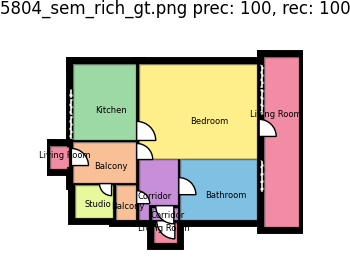 5804_sem_rich_gt.png prec: 100, rec: 100
Kitchen
Living Room
Bedroom
Living Room
Balcony
Bathroom
Corridor
Studio
Balcony
Corridor
Living Room